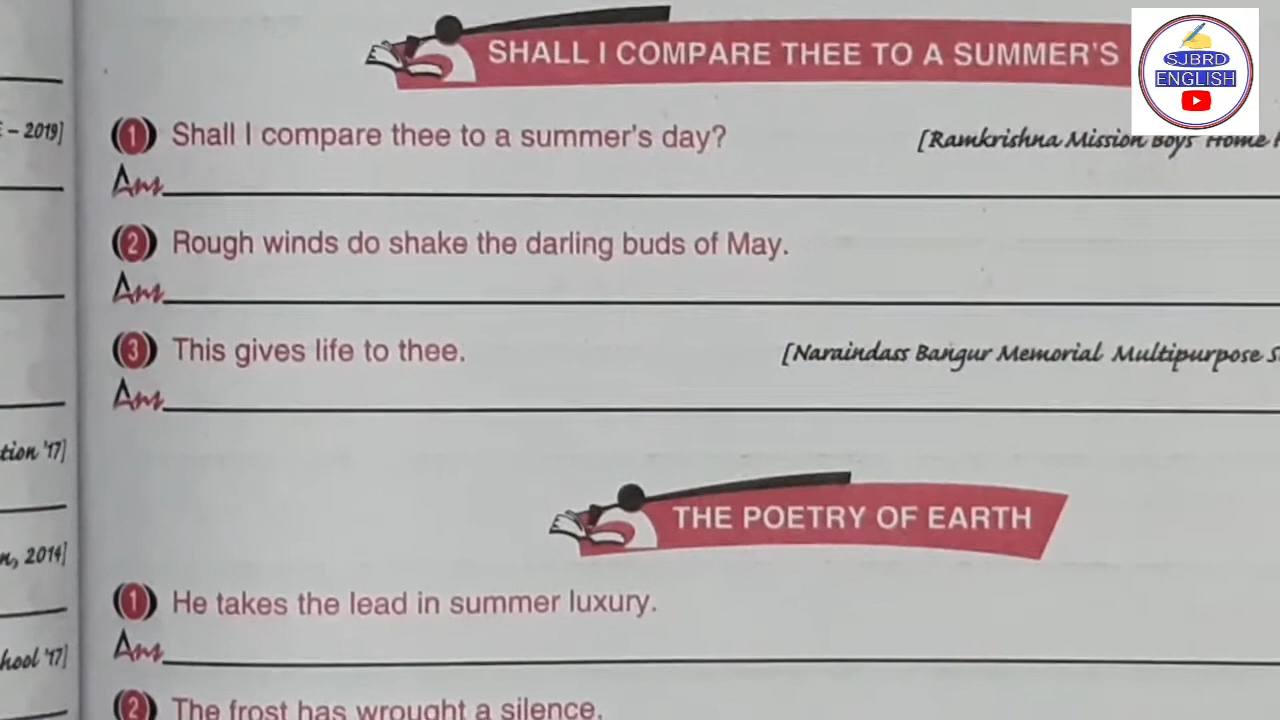 SHALL I COMPARE THEE TO A SUMMER'S
SJBRD
ENGLISH
– 2019]
1 Shall I compare thee to a summer's day? [Ramkrishna Mission Boys' Home
Ans
2 Rough winds do shake the darling buds of May.
Ans
3 This gives life to thee. [Naraindass Bangur Memorial Multipurpose
Ans
tion '17]
THE POETRY OF EARTH
n, 2014]
1 He takes the lead in summer luxury.
Ans
hool '17]
2 The frost has wrought a silence.